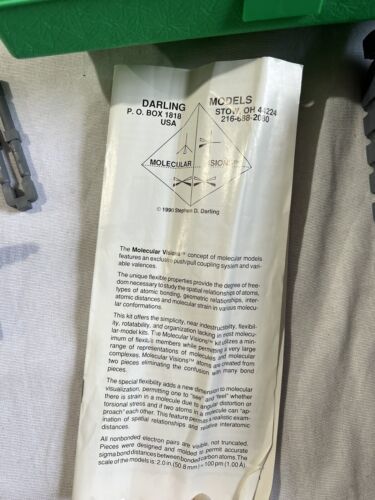 DARLING MODELS
P. O. BOX 1818 STOW, OH 44224
USA 216-688-2080
MOLECULAR VISIONS™
© 1990 Stephen D. Darling
The Molecular Visions™ concept of molecular models
features an exclusive push/pull coupling system and vari-
able valences.
The unique flexible properties provide the degree of free-
dom necessary to study the spatial relationships of atoms,
types of atomic bonding, geometric relationships, inter-
atomic distances and molecular strain in various molecu-
lar conformations.
This kit offers the simplicity, near indestructibility, flexibil-
ity, rotatability, and organization lacking in most molecu-
lar-model kits. The Molecular Visions™ kit utilizes a min-
imum of flexible members while permitting a very large
range of representations of molecules and molecular
complexes. Molecular Visions™ atoms are created from
two pieces eliminating the confusion with many bond
pieces.
The special flexibility adds a new dimension to molecular
visualization, permitting one to "see" and "feel" whether
there is strain in a molecule due to angular distortion or
torsional stress and if two atoms in a molecule can "ap-
proach" each other. This feature permits a realistic exam-
ination of spatial relationships and relative interatomic
distances.
All nonbonded electron pairs are visible, not truncated.
Pieces were designed and molded to permit accurate
sigma bond distances between bonded carbon atoms. The
scale of the models is: 2.0 in. (50.8 mm) = 100 pm (1.00 Å).